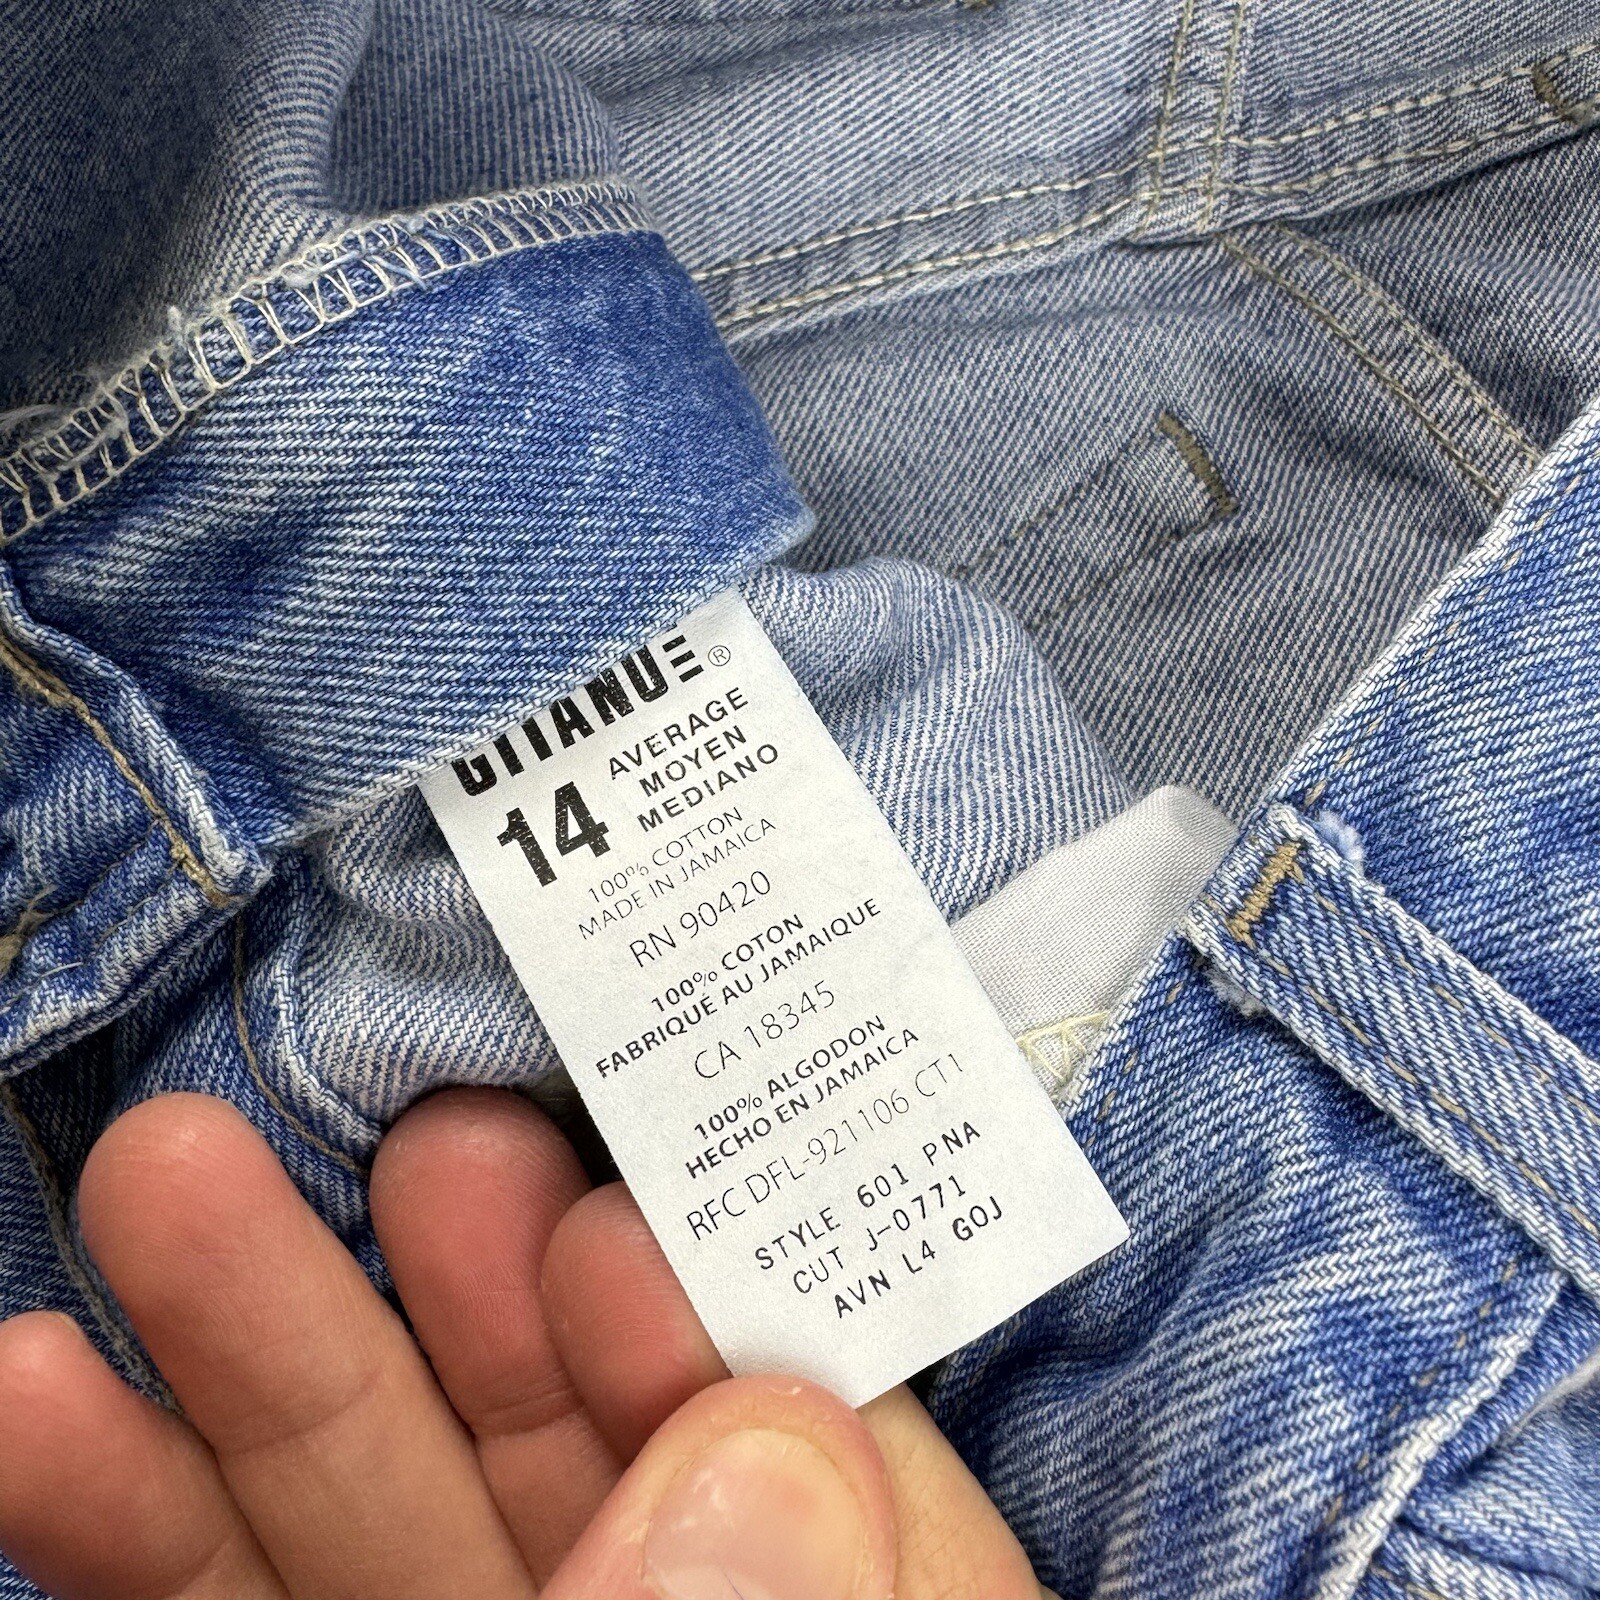 GITANO®
14 AVERAGE
MOYEN
MEDIANO
100% COTTON
MADE IN JAMAICA
RN 90420
100% COTON
FABRIQUÉ AU JAMAIQUE
CA 18345
100% ALGODON
HECHO EN JAMAICA
RFC DFL-921106 CT1
STYLE 601 PNA
CUT J-0771
AVN L4 GOJ